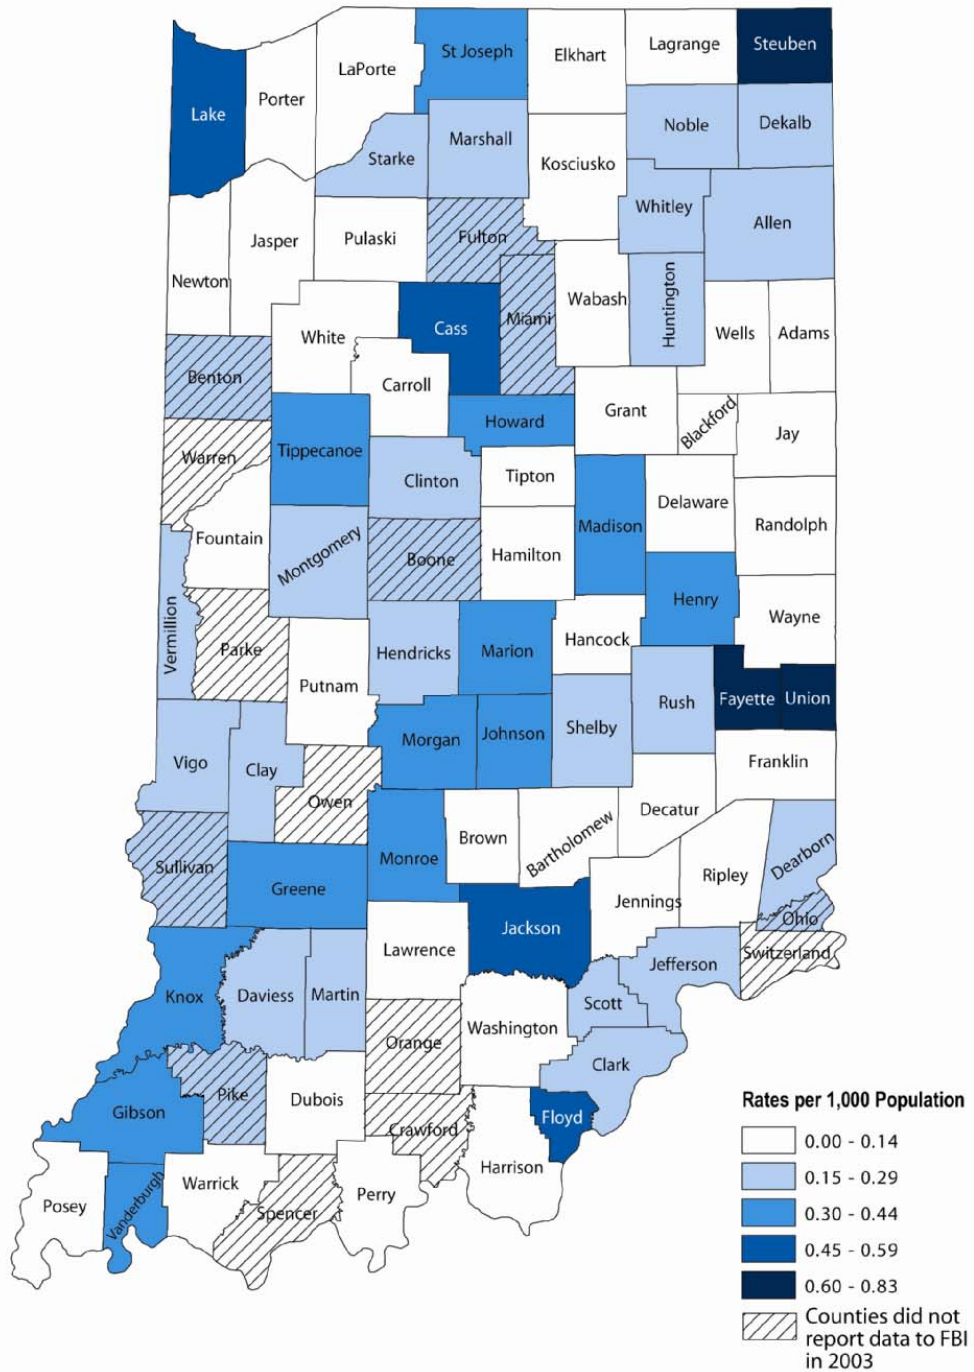 Steuben
Lagrange
St Joseph
Elkhart
LaPorte
Porter
Lake
Noble
Dekalb
Marshall
Starke
Kosciusko
Whitley
Allen
Jasper
Pulaski
Fulton
Newton
Wabash
Huntington
Miami
Cass
White
Wells
Adams
Benton
Carroll
Grant
Blackford
Howard
Jay
Tippecanoe
Warren
Clinton
Tipton
Delaware
Madison
Randolph
Fountain
Montgomery
Boone
Hamilton
Henry
Wayne
Vermillion
Parke
Hendricks
Marion
Hancock
Putnam
Rush
Fayette
Union
Morgan
Johnson
Shelby
Vigo
Clay
Franklin
Owen
Decatur
Brown
Bartholomew
Monroe
Dearborn
Sullivan
Greene
Ripley
Jennings
Ohio
Jackson
Lawrence
Switzerland
Jefferson
Knox
Daviess
Martin
Scott
Washington
Orange
Clark
Pike
Dubois
Gibson
Floyd
Crawford
Harrison
Warrick
Perry
Posey
Vanderburgh
Spencer
Rates per 1,000 Population
0.00 - 0.14
0.15 - 0.29
0.30 - 0.44
0.45 - 0.59
0.60 - 0.83
Counties did not
report data to FBI
in 2003